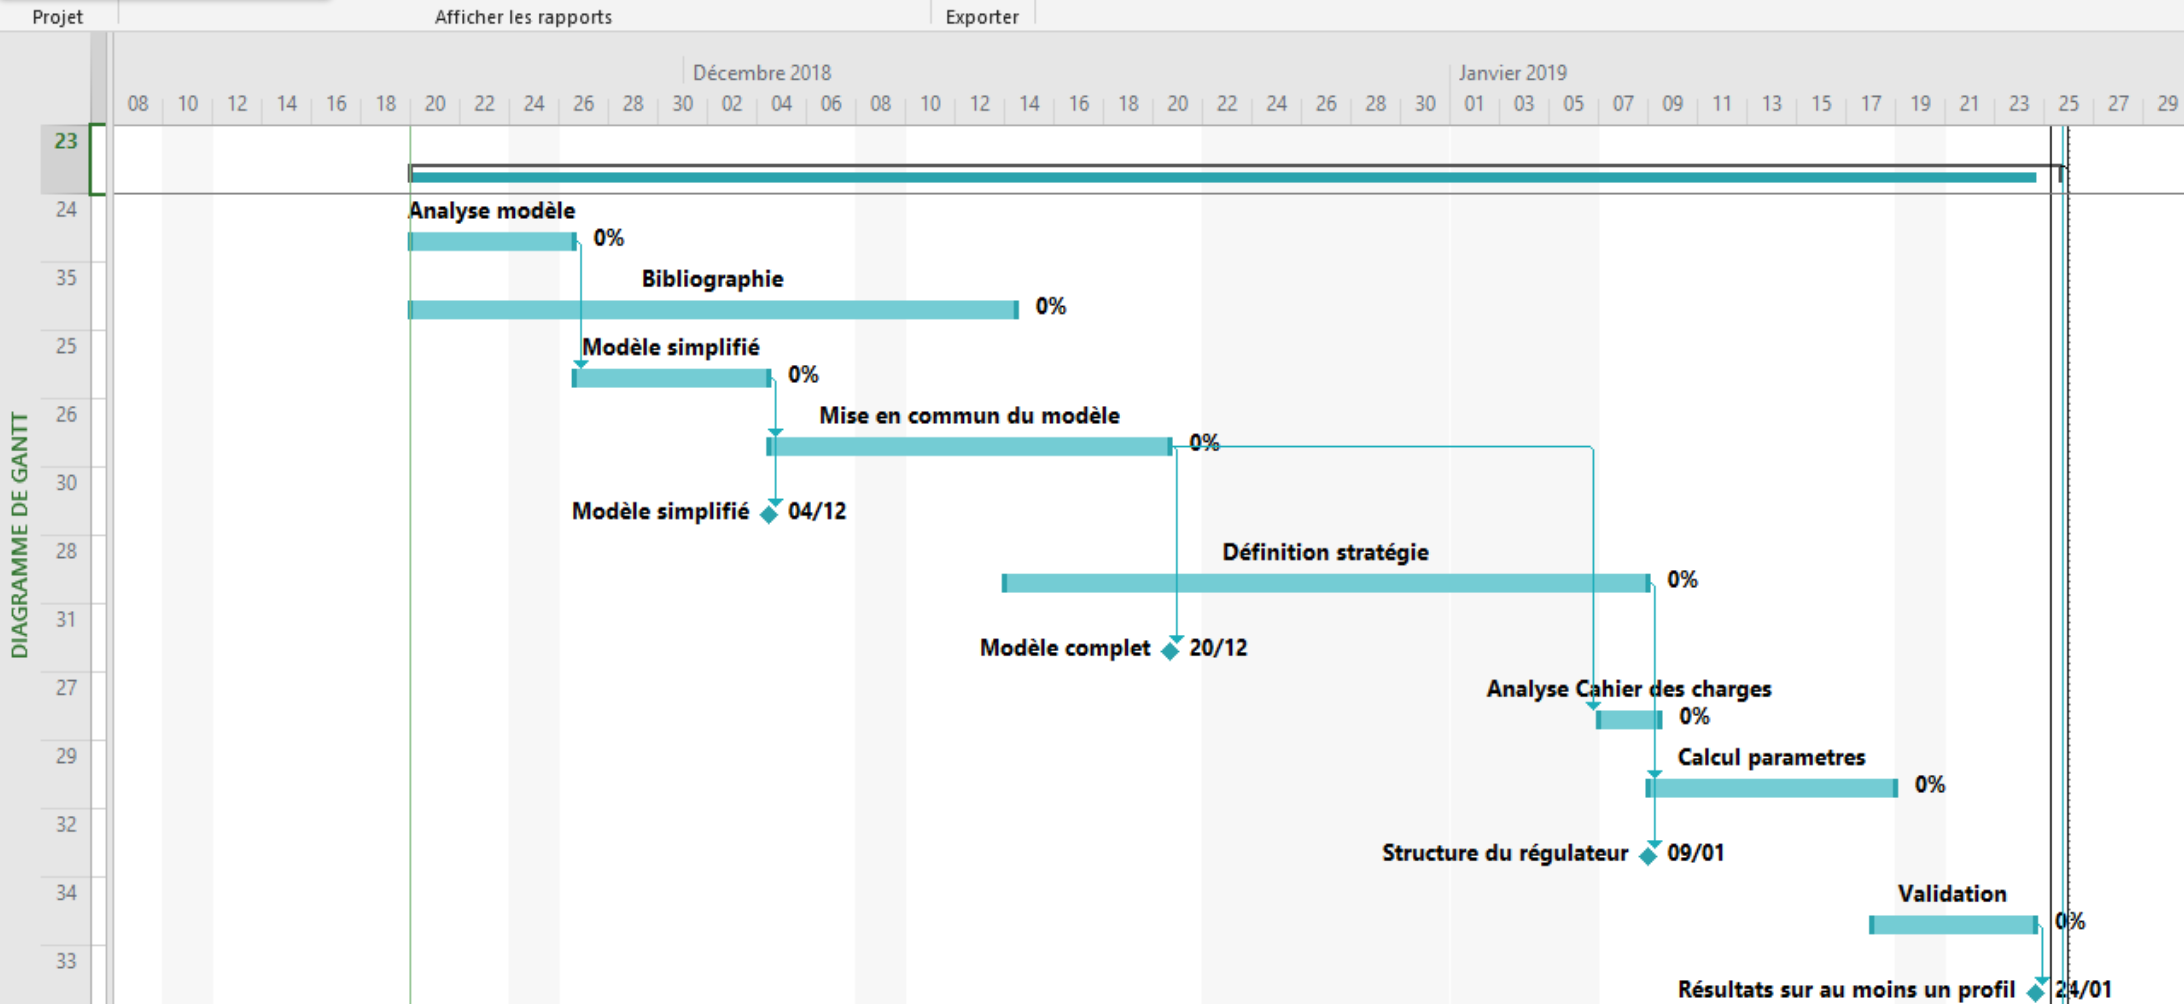 Projet Afficher les rapports Exporter
Décembre 2018 Janvier 2019
08 10 12 14 16 18 20 22 24 26 28 30 02 04 06 08 10 12 14 16 18 20 22 24 26 28 30 01 03 05 07 09 11 13 15 17 19 21 23 25 27 29
DIAGRAMME DE GANTT
23
24 Analyse modèle
0%
35 Bibliographie
0%
25 Modèle simplifié
0%
26 Mise en commun du modèle
0%
30
Modèle simplifié 04/12
28 Définition stratégie
0%
31
Modèle complet 20/12
27 Analyse Cahier des charges
0%
29 Calcul parametres
0%
32
Structure du régulateur 09/01
34 Validation
0%
33
Résultats sur au moins un profil 24/01